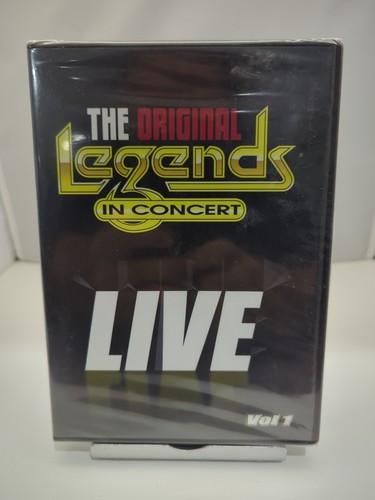 THE ORIGINAL
Legends
IN CONCERT
LIVE
Vol 1